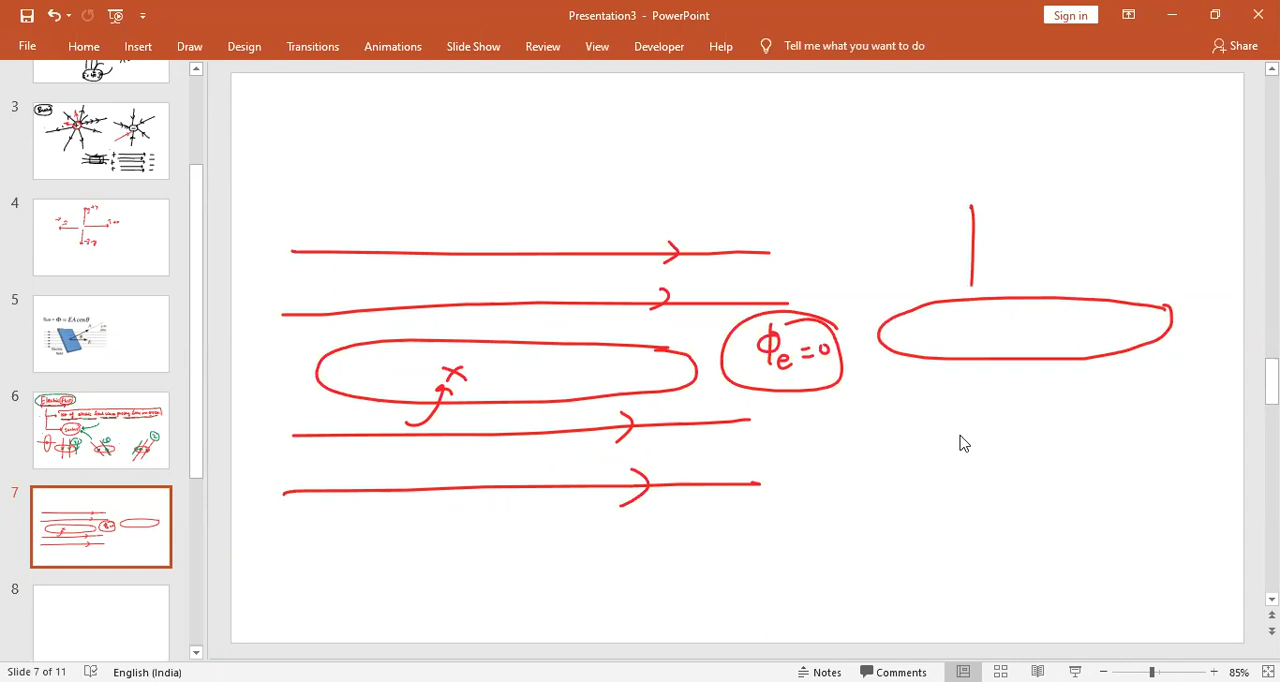 Presentation3 - PowerPoint
Sign in
File Home Insert Draw Design Transitions Animations Slide Show Review View Developer Help Tell me what you want to do Share
3
4
5
6
7
8
ϕe=0
Slide 7 of 11 English (India) Notes Comments 85%